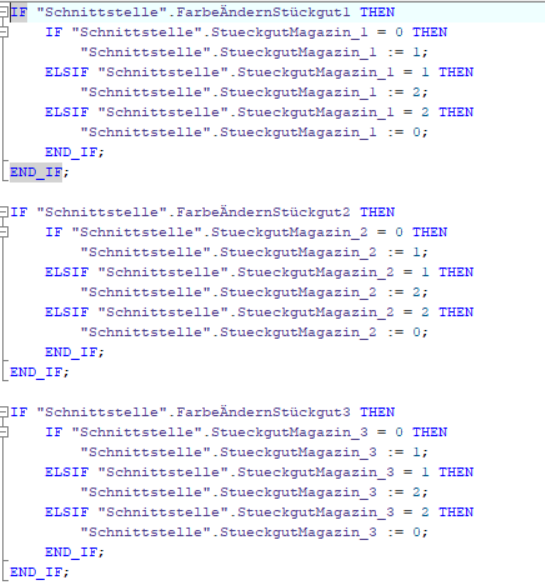 IF "Schnittstelle".FarbeÄndernStückgut1 THEN
IF "Schnittstelle".StueckgutMagazin_1 = 0 THEN
"Schnittstelle".StueckgutMagazin_1 := 1;
ELSIF "Schnittstelle".StueckgutMagazin_1 = 1 THEN
"Schnittstelle".StueckgutMagazin_1 := 2;
ELSIF "Schnittstelle".StueckgutMagazin_1 = 2 THEN
"Schnittstelle".StueckgutMagazin_1 := 0;
END_IF;
END_IF;
IF "Schnittstelle".FarbeÄndernStückgut2 THEN
IF "Schnittstelle".StueckgutMagazin_2 = 0 THEN
"Schnittstelle".StueckgutMagazin_2 := 1;
ELSIF "Schnittstelle".StueckgutMagazin_2 = 1 THEN
"Schnittstelle".StueckgutMagazin_2 := 2;
ELSIF "Schnittstelle".StueckgutMagazin_2 = 2 THEN
"Schnittstelle".StueckgutMagazin_2 := 0;
END_IF;
END_IF;
IF "Schnittstelle".FarbeÄndernStückgut3 THEN
IF "Schnittstelle".StueckgutMagazin_3 = 0 THEN
"Schnittstelle".StueckgutMagazin_3 := 1;
ELSIF "Schnittstelle".StueckgutMagazin_3 = 1 THEN
"Schnittstelle".StueckgutMagazin_3 := 2;
ELSIF "Schnittstelle".StueckgutMagazin_3 = 2 THEN
"Schnittstelle".StueckgutMagazin_3 := 0;
END_IF;
END_IF;